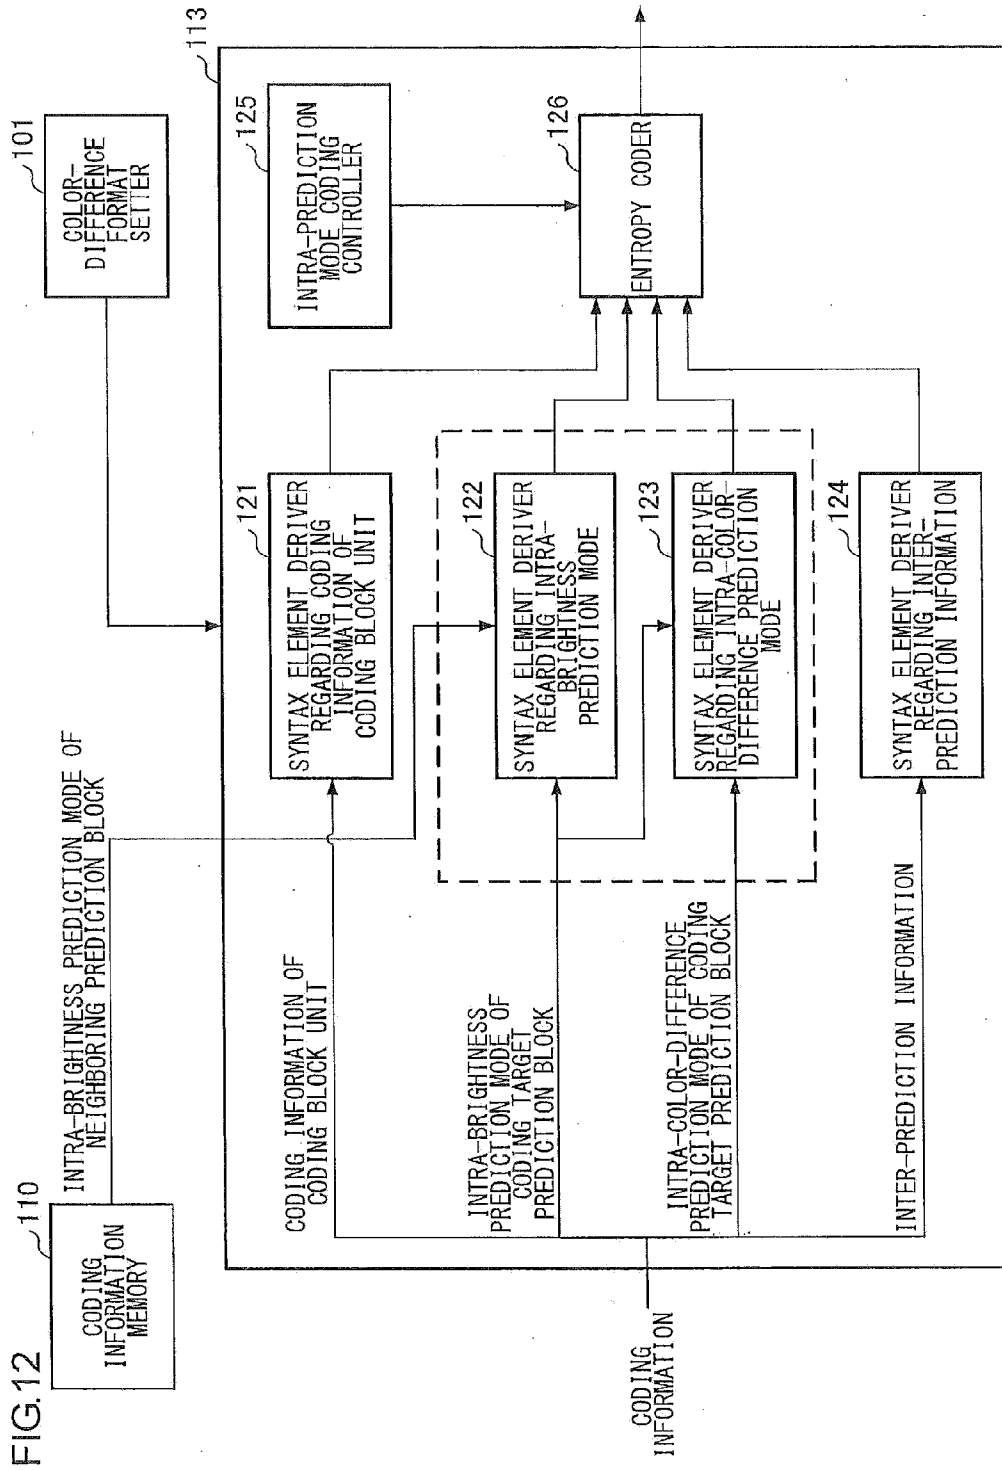 FIG.12
110
CODING
INFORMATION
MEMORY
INTRA-BRIGHTNESS PREDICTION MODE OF
NEIGHBORING PREDICTION BLOCK
101
COLOR-
DIFFERENCE
FORMAT
SETTER
113
CODING INFORMATION OF
CODING BLOCK UNIT
121
SYNTAX ELEMENT DERIVER
REGARDING CODING
INFORMATION OF
CODING BLOCK UNIT
125
INTRA-PREDICTION
MODE CODING
CONTROLLER
INTRA-BRIGHTNESS
PREDICTION MODE OF
CODING TARGET
PREDICTION BLOCK
122
SYNTAX ELEMENT DERIVER
REGARDING INTRA-
BRIGHTNESS
PREDICTION MODE
126
ENTROPY CODER
CODING
INFORMATION
INTRA-COLOR-DIFFERENCE
PREDICTION MODE OF CODING
TARGET PREDICTION BLOCK
123
SYNTAX ELEMENT DERIVER
REGARDING INTRA-COLOR-
DIFFERENCE PREDICTION
MODE
INTER-PREDICTION INFORMATION
124
SYNTAX ELEMENT DERIVER
REGARDING INTER-
PREDICTION INFORMATION